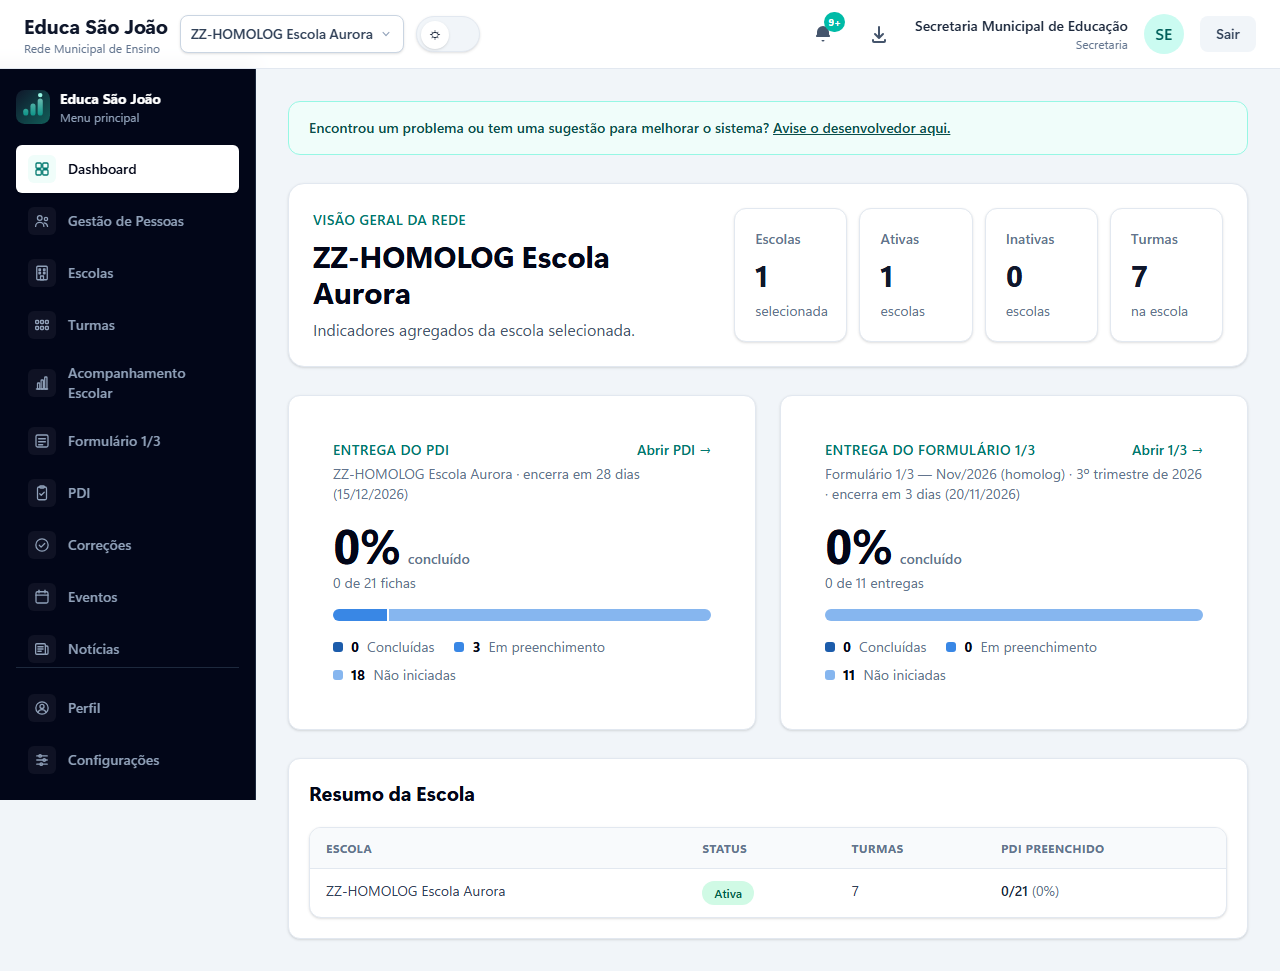 Educa São João
Rede Municipal de Ensino
ZZ-HOMOLOG Escola Aurora
9+
Secretaria Municipal de Educação
Secretaria
SE
Sair
Educa São João
Menu principal
Dashboard
Gestão de Pessoas
Escolas
Turmas
Acompanhamento
Escolar
Formulário 1/3
PDI
Correções
Eventos
Notícias
Perfil
Configurações
Encontrou um problema ou tem uma sugestão para melhorar o sistema? Avise o desenvolvedor aqui.
VISÃO GERAL DA REDE
ZZ-HOMOLOG Escola
Aurora
Indicadores agregados da escola selecionada.
Escolas
1
selecionada
Ativas
1
escolas
Inativas
0
escolas
Turmas
7
na escola
ENTREGA DO PDI
Abrir PDI →
ZZ-HOMOLOG Escola Aurora · encerra em 28 dias
(15/12/2026)
0% concluído
0 de 21 fichas
0 Concluídas
3 Em preenchimento
18 Não iniciadas
ENTREGA DO FORMULÁRIO 1/3
Abrir 1/3 →
Formulário 1/3 — Nov/2026 (homolog) · 3º trimestre de 2026
· encerra em 3 dias (20/11/2026)
0% concluído
0 de 11 entregas
0 Concluídas
0 Em preenchimento
11 Não iniciadas
Resumo da Escola
ESCOLA STATUS TURMAS PDI PREENCHIDO
ZZ-HOMOLOG Escola Aurora Ativa 7 0/21 (0%)